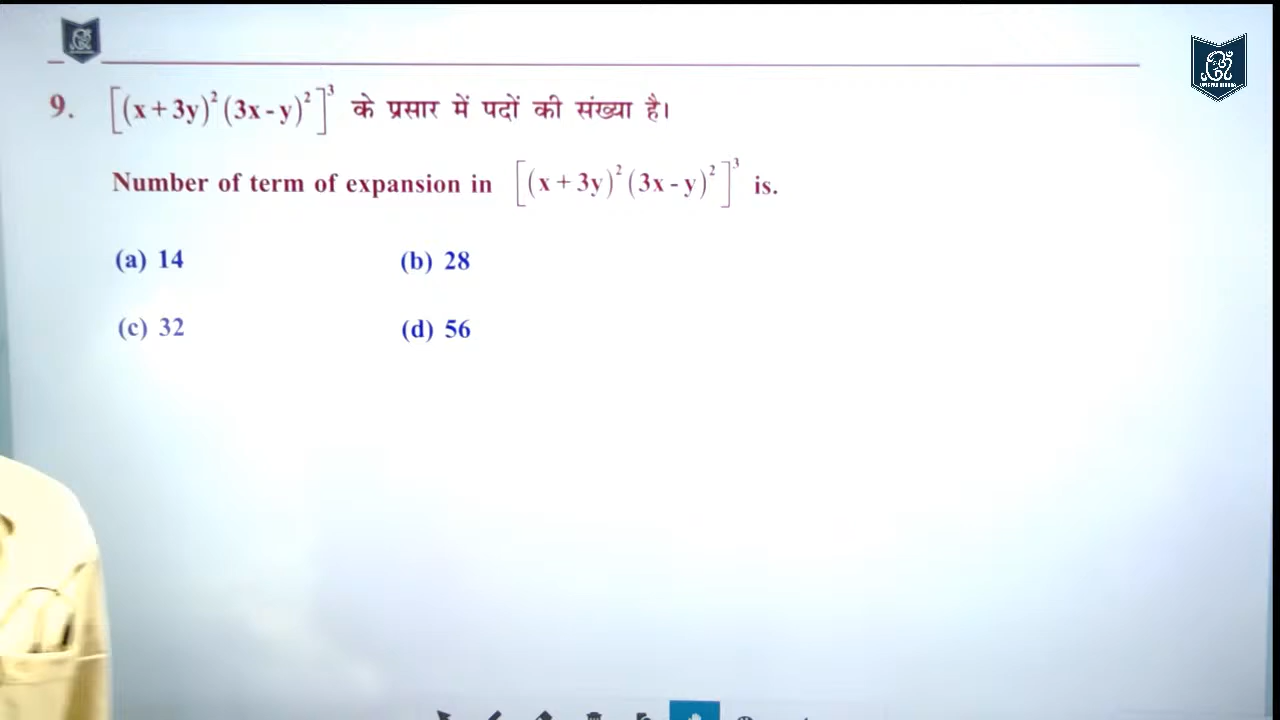 9. [(x + 3y)² (3x - y)²]³ के प्रसार में पदों की संख्या है।
Number of term of expansion in [(x + 3y)² (3x - y)²]³ is.
(a) 14 (b) 28
(c) 32 (d) 56